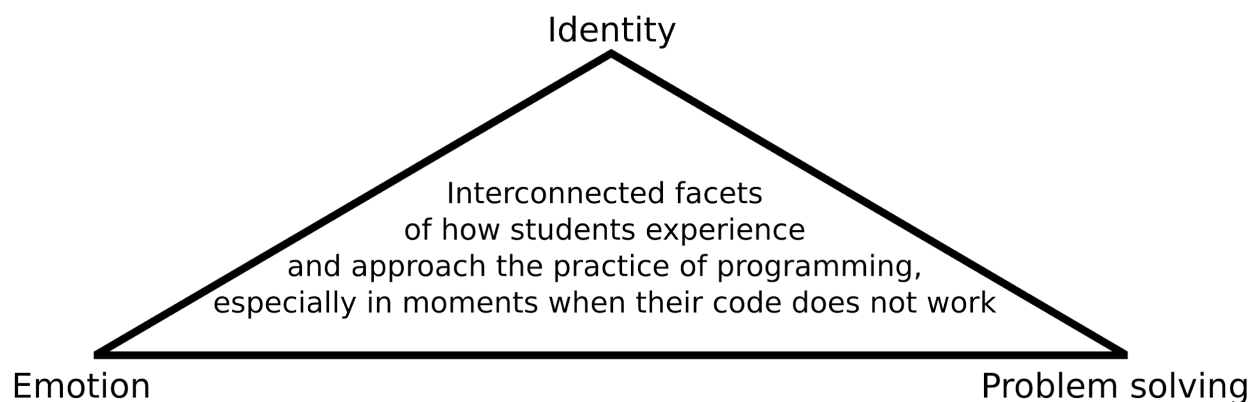 Identity
Interconnected facets
of how students experience
and approach the practice of programming,
especially in moments when their code does not work
Emotion
Problem solving